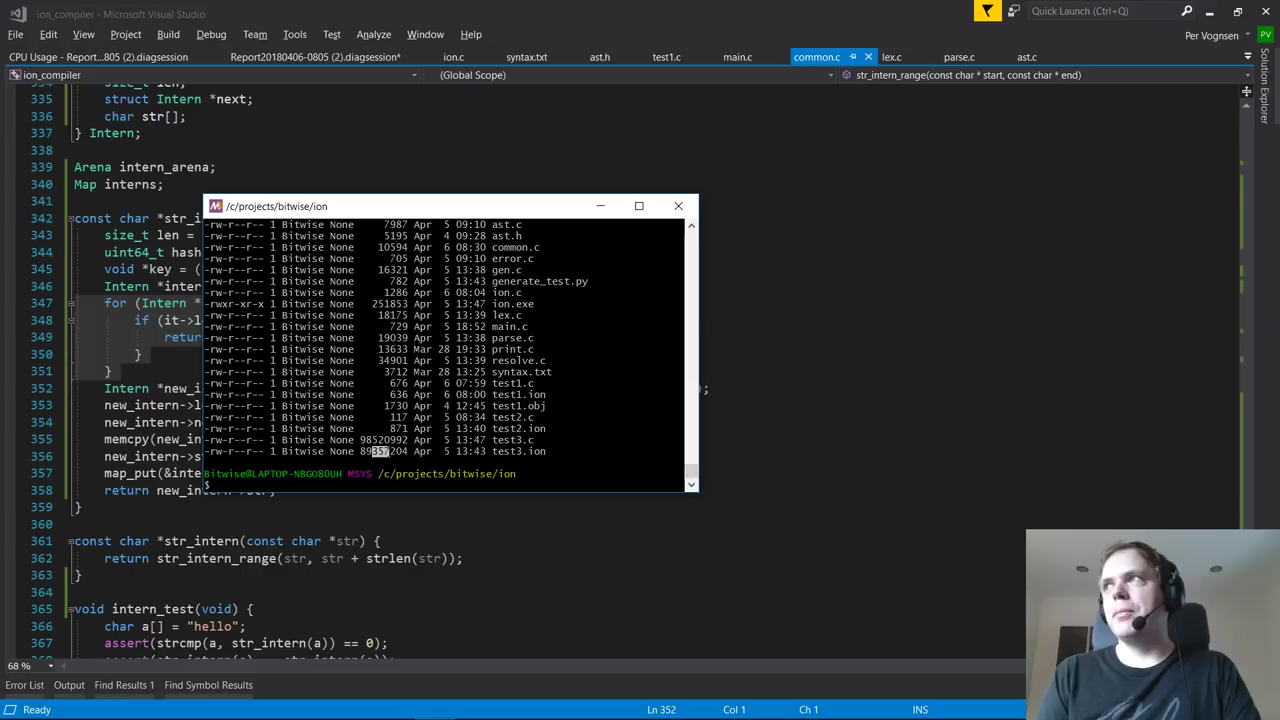 ion_compiler - Microsoft Visual Studio
Quick Launch (Ctrl+Q)
File Edit View Project Build Debug Team Tools Test Analyze Window Help
Per Vognsen PV
CPU Usage - Report...805 (2).diagsession Report20180406-0805 (2).diagsession* ion.c syntax.txt ast.h test1.c main.c common.c lex.c parse.c ast.c
ion_compiler (Global Scope) str_intern_range(const char * start, const char * end)
Solution Explorer
334 size_t len;
335 struct Intern *next;
336 char str[];
337 } Intern;
338
339 Arena intern_arena;
340 Map interns;
341
342 const char *str_i
343 size_t len =
344 uint64_t hash
345 void *key = (
346 Intern *inter
347 for (Intern *
348 if (it->l
349 retur
350 }
351 }
352 Intern *new_i );
353 new_intern->l
354 new_intern->n
355 memcpy(new_in
356 new_intern->s
357 map_put(&inte
358 return new_intern->str;
359 }
360
361 const char *str_intern(const char *str) {
362 return str_intern_range(str, str + strlen(str));
363 }
364
365 void intern_test(void) {
366 char a[] = "hello";
367 assert(strcmp(a, str_intern(a)) == 0);
368
/c/projects/bitwise/ion
-rw-r--r-- 1 Bitwise None 7987 Apr 5 09:10 ast.c
-rw-r--r-- 1 Bitwise None 5195 Apr 4 09:28 ast.h
-rw-r--r-- 1 Bitwise None 10594 Apr 6 08:30 common.c
-rw-r--r-- 1 Bitwise None 705 Apr 5 09:10 error.c
-rw-r--r-- 1 Bitwise None 16321 Apr 5 13:38 gen.c
-rw-r--r-- 1 Bitwise None 782 Apr 5 13:43 generate_test.py
-rw-r--r-- 1 Bitwise None 1286 Apr 6 08:04 ion.c
-rwxr-xr-x 1 Bitwise None 251853 Apr 5 13:47 ion.exe
-rw-r--r-- 1 Bitwise None 18175 Apr 5 13:39 lex.c
-rw-r--r-- 1 Bitwise None 729 Apr 5 18:52 main.c
-rw-r--r-- 1 Bitwise None 19039 Apr 5 13:38 parse.c
-rw-r--r-- 1 Bitwise None 13633 Mar 28 19:33 print.c
-rw-r--r-- 1 Bitwise None 34901 Apr 5 13:39 resolve.c
-rw-r--r-- 1 Bitwise None 3712 Mar 28 13:25 syntax.txt
-rw-r--r-- 1 Bitwise None 676 Apr 6 07:59 test1.c
-rw-r--r-- 1 Bitwise None 636 Apr 6 08:00 test1.ion
-rw-r--r-- 1 Bitwise None 1730 Apr 4 12:45 test1.obj
-rw-r--r-- 1 Bitwise None 117 Apr 5 08:34 test2.c
-rw-r--r-- 1 Bitwise None 871 Apr 5 13:40 test2.ion
-rw-r--r-- 1 Bitwise None 98520992 Apr 5 13:47 test3.c
-rw-r--r-- 1 Bitwise None 89357204 Apr 5 13:43 test3.ion
Bitwise@LAPTOP-NBGO8OUH MSYS /c/projects/bitwise/ion
$
68 %
Error List Output Find Results 1 Find Symbol Results
Ready Ln 352 Col 1 Ch 1 INS